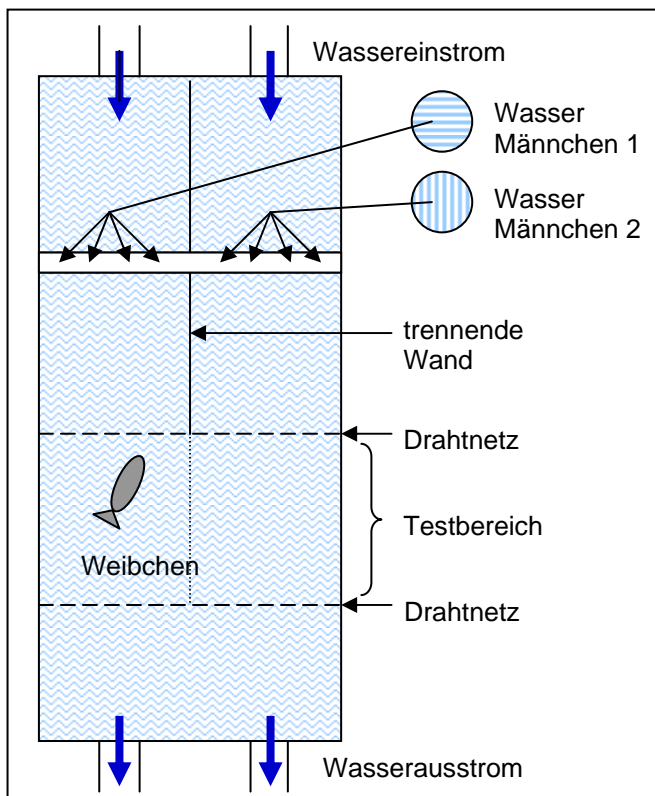 Wassereinstrom
Wasser
Männchen 1
Wasser
Männchen 2
trennende
Wand
Drahtnetz
Testbereich
Weibchen
Drahtnetz
Wasserausstrom